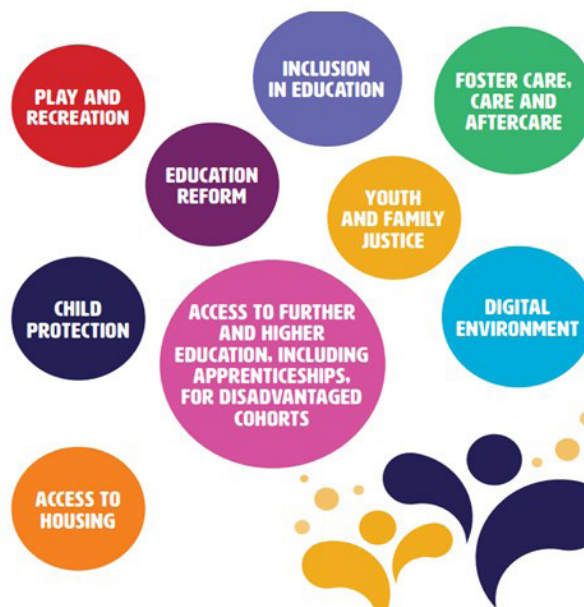 PLAY AND
RECREATION
INCLUSION
IN EDUCATION
FOSTER CARE,
CARE AND
AFTERCARE
EDUCATION
REFORM
YOUTH
AND FAMILY
JUSTICE
CHILD
PROTECTION
ACCESS TO FURTHER
AND HIGHER
EDUCATION, INCLUDING
APPRENTICESHIPS,
FOR DISADVANTAGED
COHORTS
DIGITAL
ENVIRONMENT
ACCESS TO
HOUSING